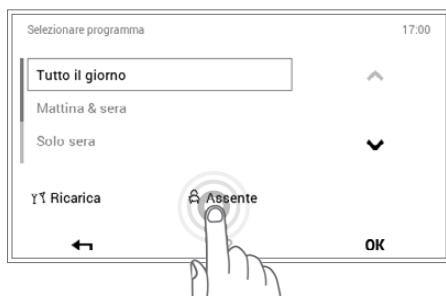 Selezionare programma 17:00
Tutto il giorno
Mattina & sera
Solo sera
Ricarica Assente
OK